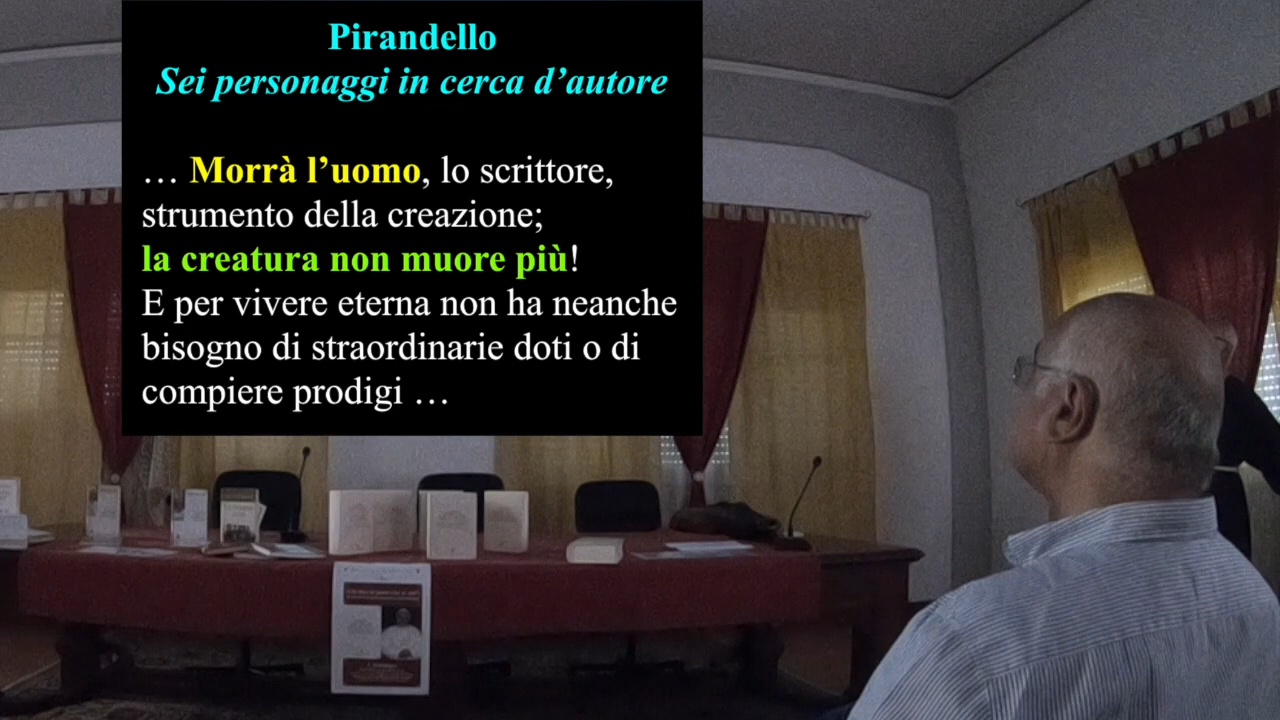 Pirandello
Sei personaggi in cerca d’autore
… Morrà l’uomo, lo scrittore,
strumento della creazione;
la creatura non muore più!
E per vivere eterna non ha neanche
bisogno di straordinarie doti o di
compiere prodigi …